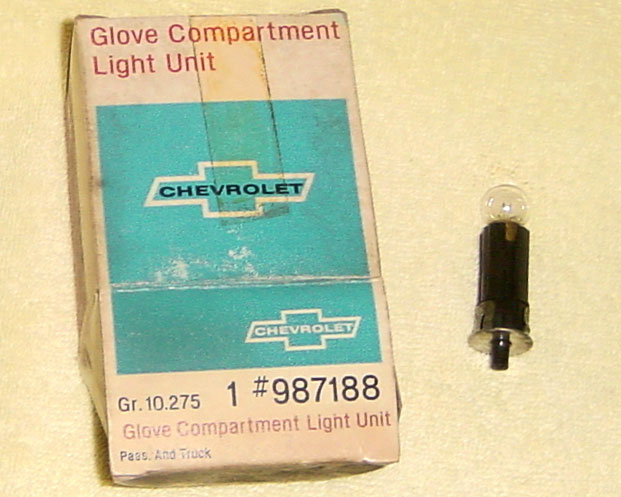 Glove Compartment
Light Unit
CHEVROLET
CHEVROLET
Gr. 10.275 1 #987188
Glove Compartment Light Unit
Pass. And Truck